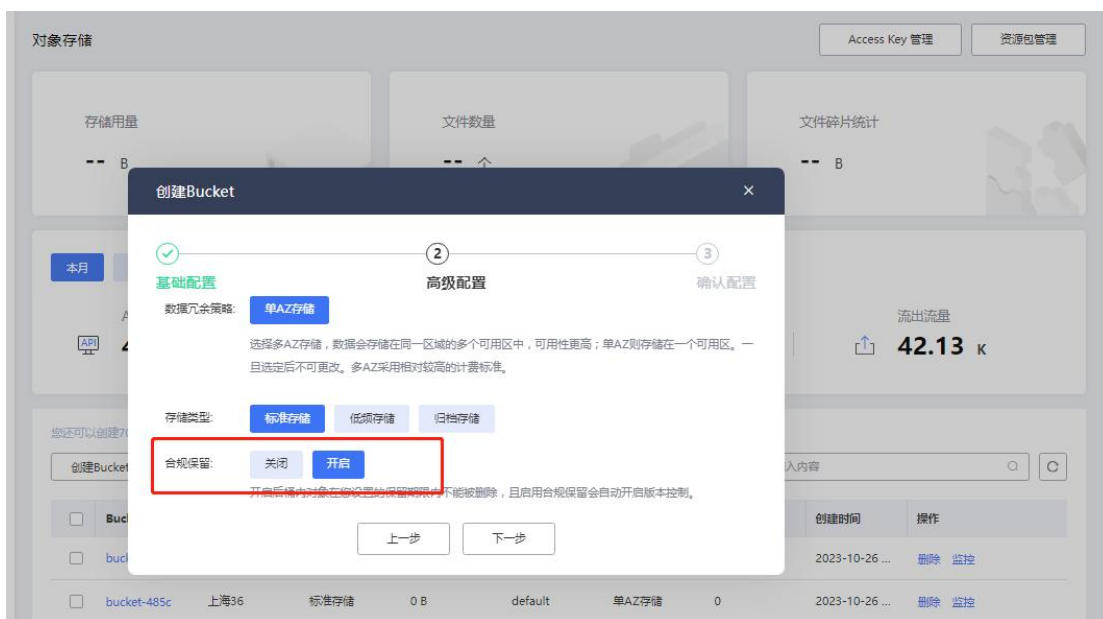 对象存储
Access Key 管理
资源包管理
存储用量
文件数量
文件碎片统计
-- B
-- 个
-- B
创建Bucket
×
2
3
基础配置
高级配置
确认配置
本月
数据冗余策略:
单AZ存储
选择多AZ存储，数据会存储在同一区域的多个可用区中，可用性更高；单AZ则存储在一个可用区。一
旦选定后不可更改。多AZ采用相对较高的计费标准。
API
流出流量
42.13 K
存储类型:
标准存储
低频存储
归档存储
您还可以创建70
合规保留:
关闭
开启
创建Bucket
入内容
开启后桶内对象在您设置的保留期限内不能被删除，且启用合规保留会自动开启版本控制。
上一步
下一步
创建时间
操作
2023-10-26 ...
删除 监控
bucket-485c 上海36 标准存储 0 B default 单AZ存储 0 2023-10-26 ... 删除 监控